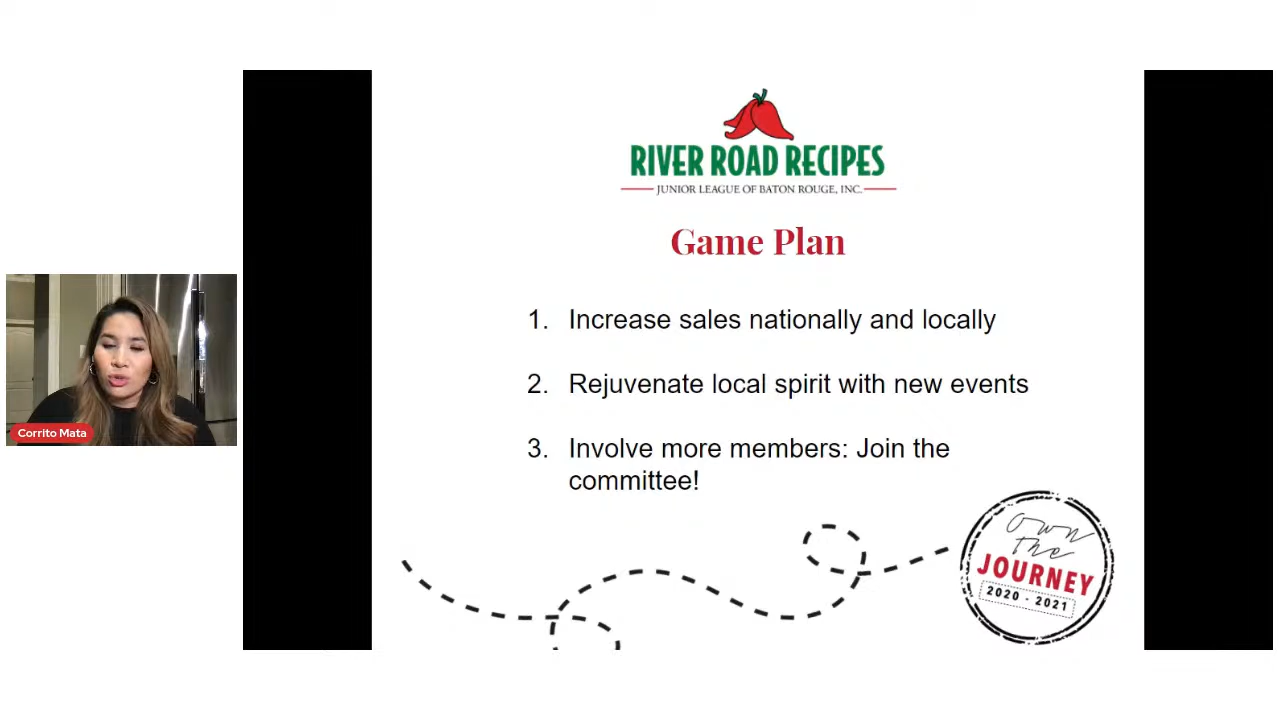 RIVER ROAD RECIPES
JUNIOR LEAGUE OF BATON ROUGE, INC.
Game Plan
1. Increase sales nationally and locally
2. Rejuvenate local spirit with new events
3. Involve more members: Join the
committee!
Corrito Mata
Own
the
JOURNEY
2020 - 2021